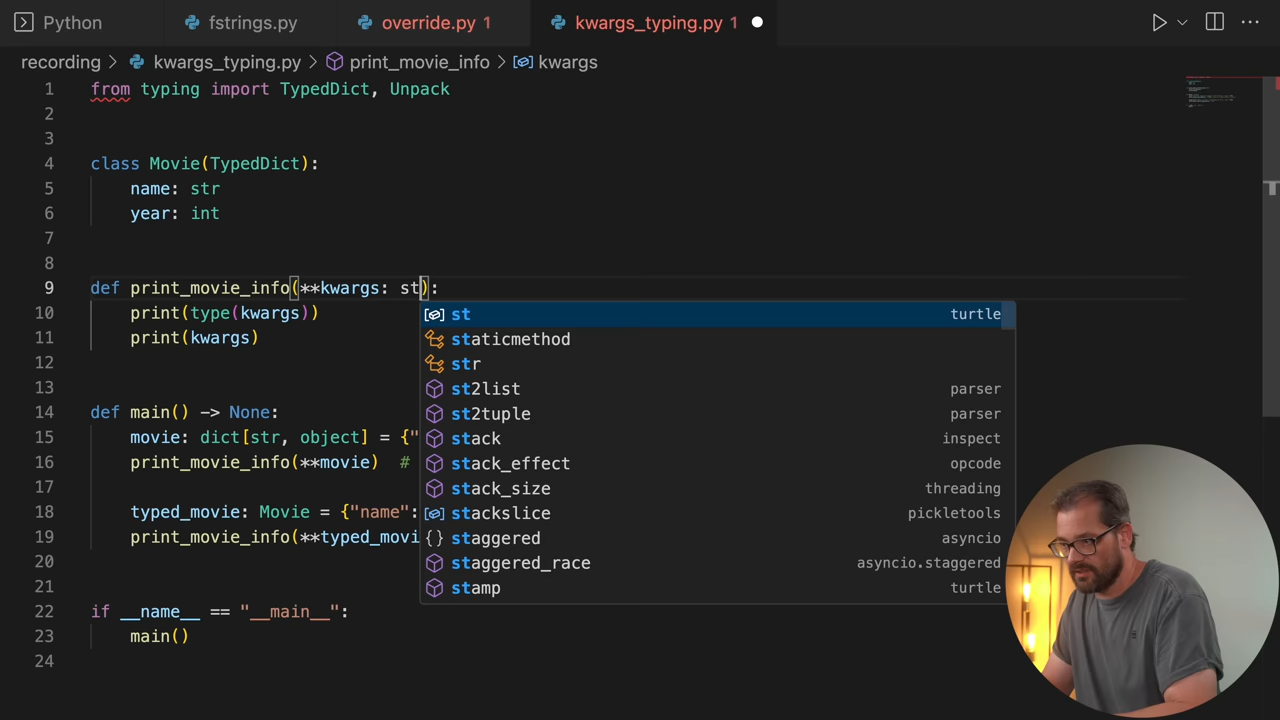 Python fstrings.py override.py 1 kwargs_typing.py 1
recording > kwargs_typing.py > print_movie_info > kwargs
1 from typing import TypedDict, Unpack
2
3
4 class Movie(TypedDict):
5 name: str
6 year: int
7
8
9 def print_movie_info(**kwargs: st):
10 print(type(kwargs))
11 print(kwargs)
12
13
14 def main() -> None:
15 movie: dict[str, object] = {"
16 print_movie_info(**movie) #
17
18 typed_movie: Movie = {"name":
19 print_movie_info(**typed_movi
20
21
22 if __name__ == "__main__":
23 main()
24
st turtle
staticmethod
str
st2list parser
st2tuple parser
stack inspect
stack_effect opcode
stack_size threading
stackslice pickletools
staggered asyncio
staggered_race asyncio.staggered
stamp turtle